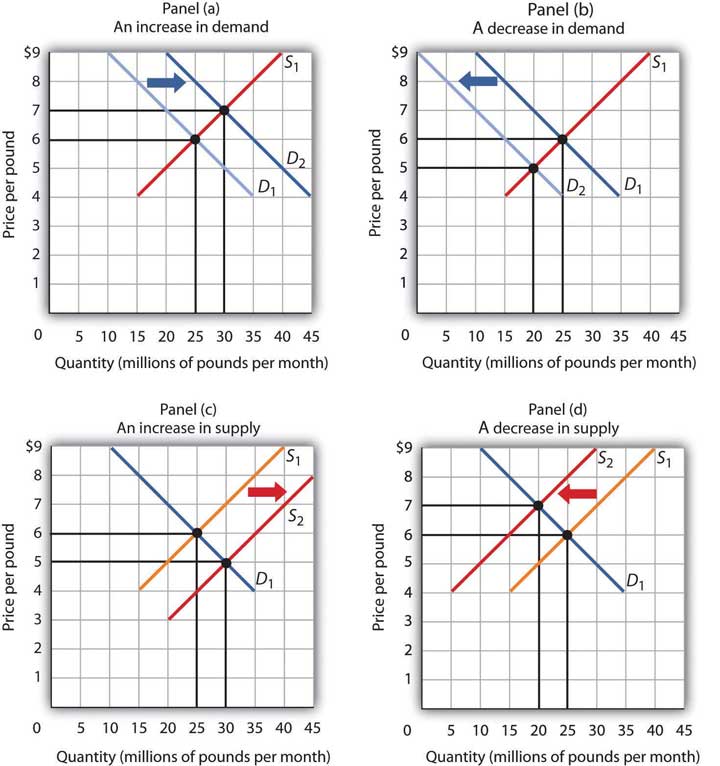 Panel (a)
An increase in demand
$9
8
7
6
5
4
3
2
1
0
5 10 15 20 25 30 35 40 45
S1
D2
D1
Price per pound
Quantity (millions of pounds per month)
Panel (b)
A decrease in demand
$9
8
7
6
5
4
3
2
1
0
5 10 15 20 25 30 35 40 45
S1
D2
D1
Price per pound
Quantity (millions of pounds per month)
Panel (c)
An increase in supply
$9
8
7
6
5
4
3
2
1
0
5 10 15 20 25 30 35 40 45
S1
S2
D1
Price per pound
Quantity (millions of pounds per month)
Panel (d)
A decrease in supply
$9
8
7
6
5
4
3
2
1
0
5 10 15 20 25 30 35 40 45
S2
S1
D1
Price per pound
Quantity (millions of pounds per month)